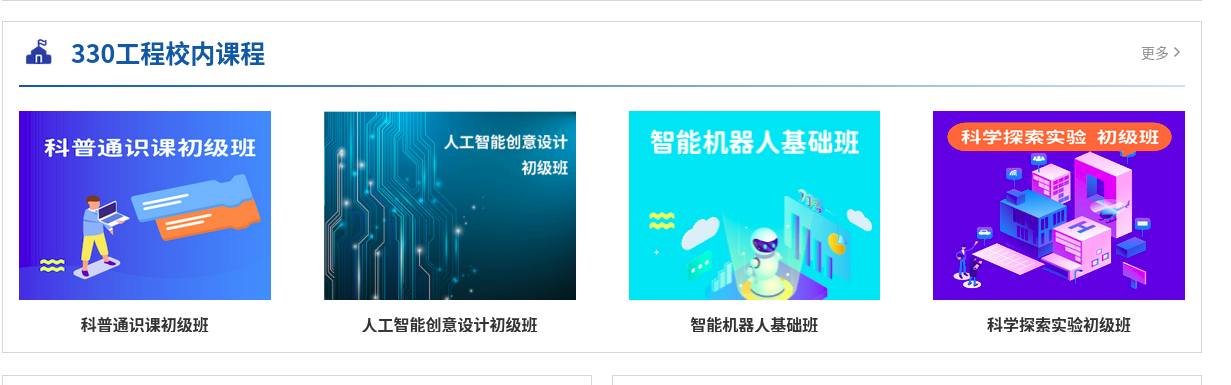 330工程校内课程
更多
科普通识课初级班
人工智能创意设计
初级班
智能机器人基础班
科学探索实验 初级班
科普通识课初级班
人工智能创意设计初级班
智能机器人基础班
科学探索实验初级班